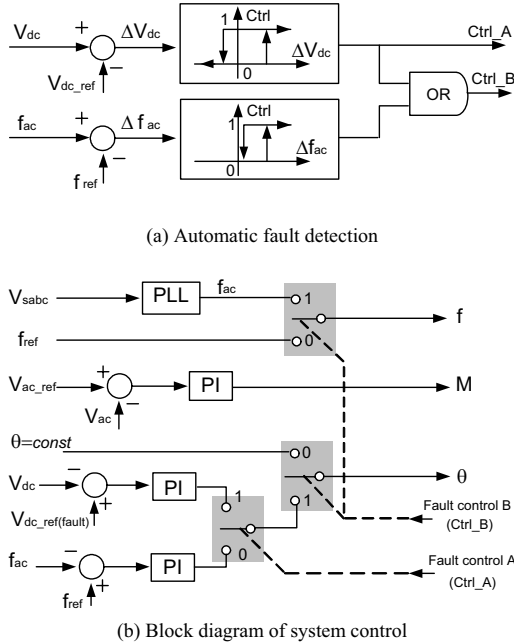 V_dc + ΔV_dc 1 Ctrl ΔV_dc 0 Ctrl_A
− V_dc_ref
OR Ctrl_B
f_ac + Δf_ac 1 Ctrl Δf_ac 0
− f_ref
(a) Automatic fault detection
V_sabc PLL f_ac 1
f
f_ref 0
V_ac_ref + PI M
V_ac −
θ=const 0
θ
V_dc − PI 1 1
V_dc_ref(fault) +
Fault control B
(Ctrl_B)
f_ac − PI 0
f_ref +
Fault control A
(Ctrl_A)
(b) Block diagram of system control